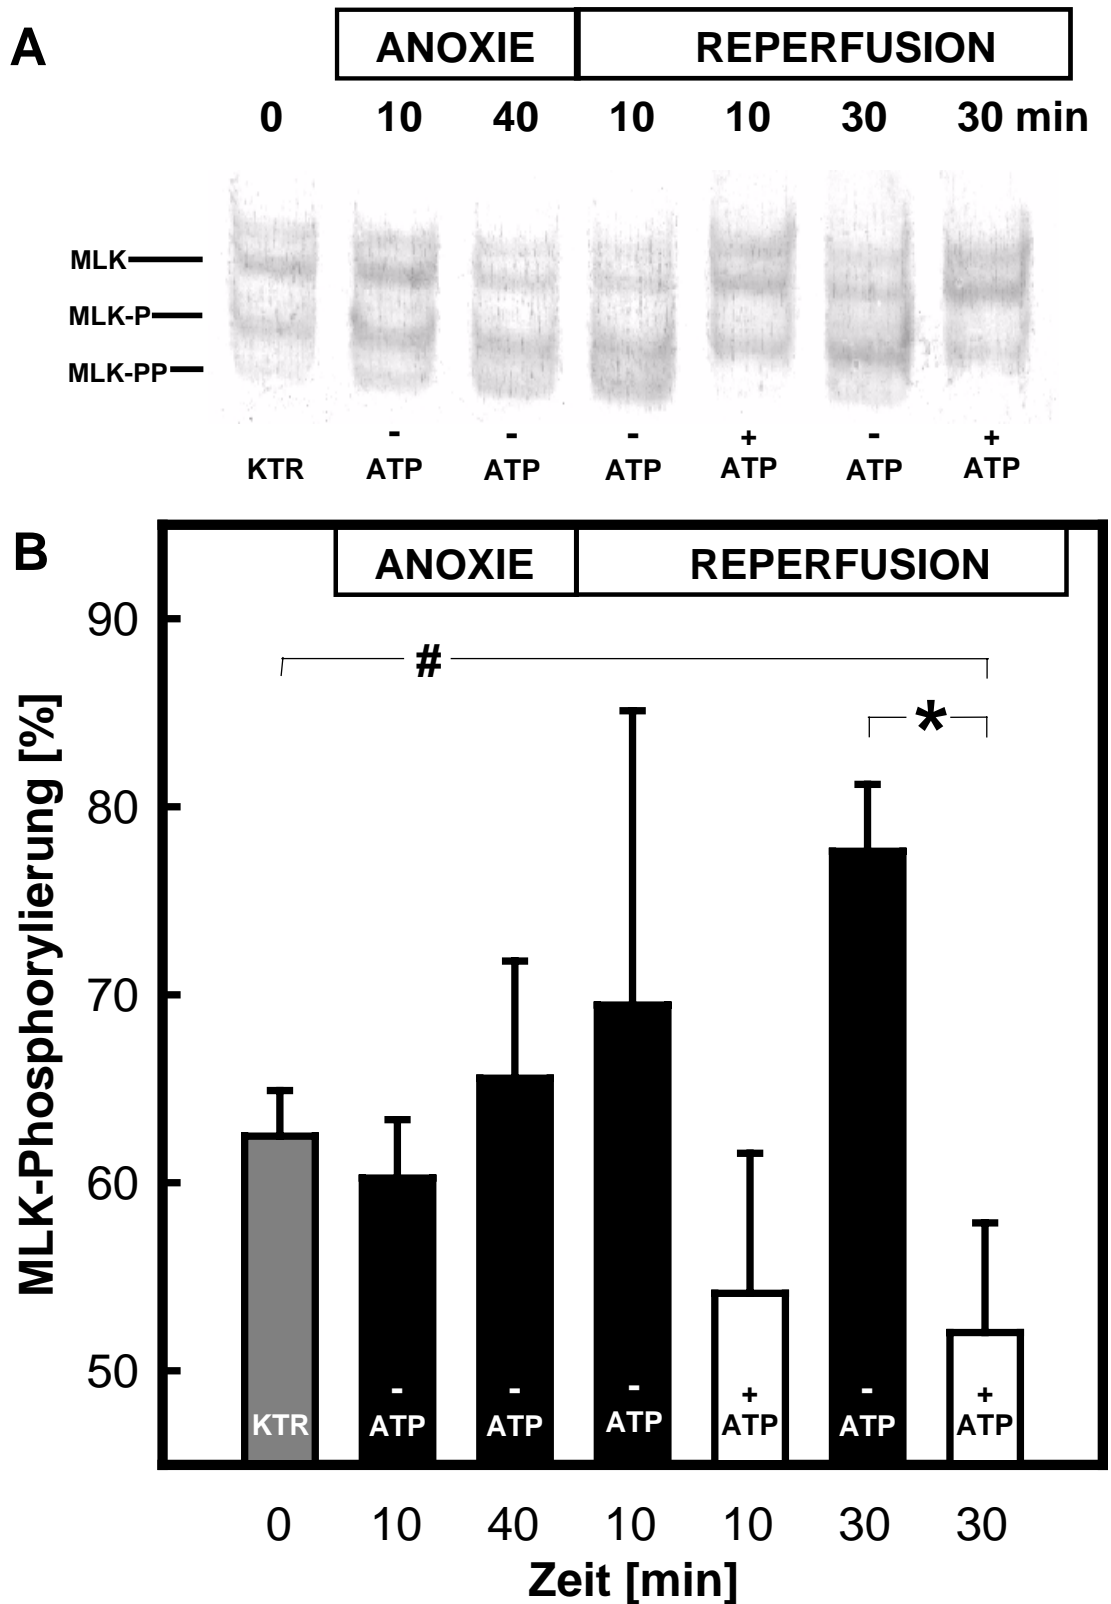 A
ANOXIE REPERFUSION
0 10 40 10 10 30 30 min
MLK
MLK-P
MLK-PP
- - - + - +
KTR ATP ATP ATP ATP ATP ATP
B
ANOXIE REPERFUSION
90
#
*
80
70
60
50
MLK-Phosphorylierung [%]
- - - + - +
KTR ATP ATP ATP ATP ATP ATP
0 10 40 10 10 30 30
Zeit [min]